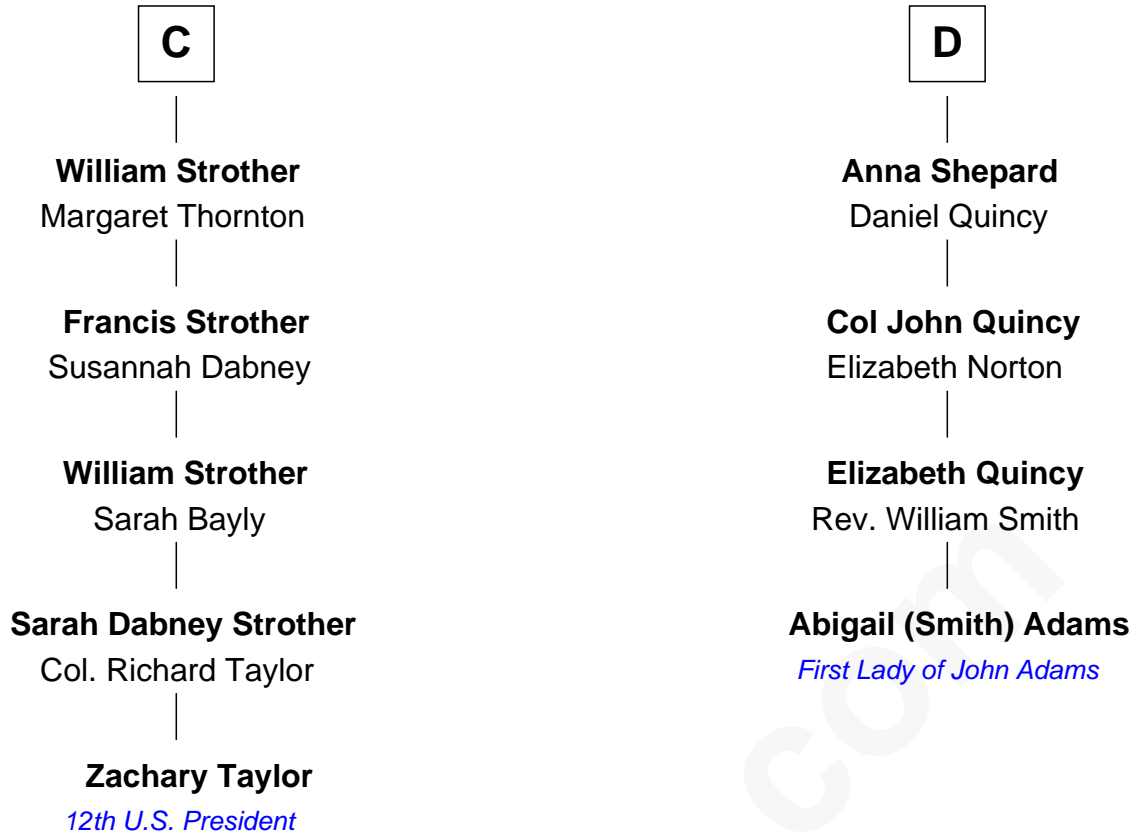 C
William Strother
Margaret Thornton
Francis Strother
Susannah Dabney
William Strother
Sarah Bayly
Sarah Dabney Strother
Col. Richard Taylor
Zachary Taylor
12th U.S. President
D
Anna Shepard
Daniel Quincy
Col John Quincy
Elizabeth Norton
Elizabeth Quincy
Rev. William Smith
Abigail (Smith) Adams
First Lady of John Adams
com